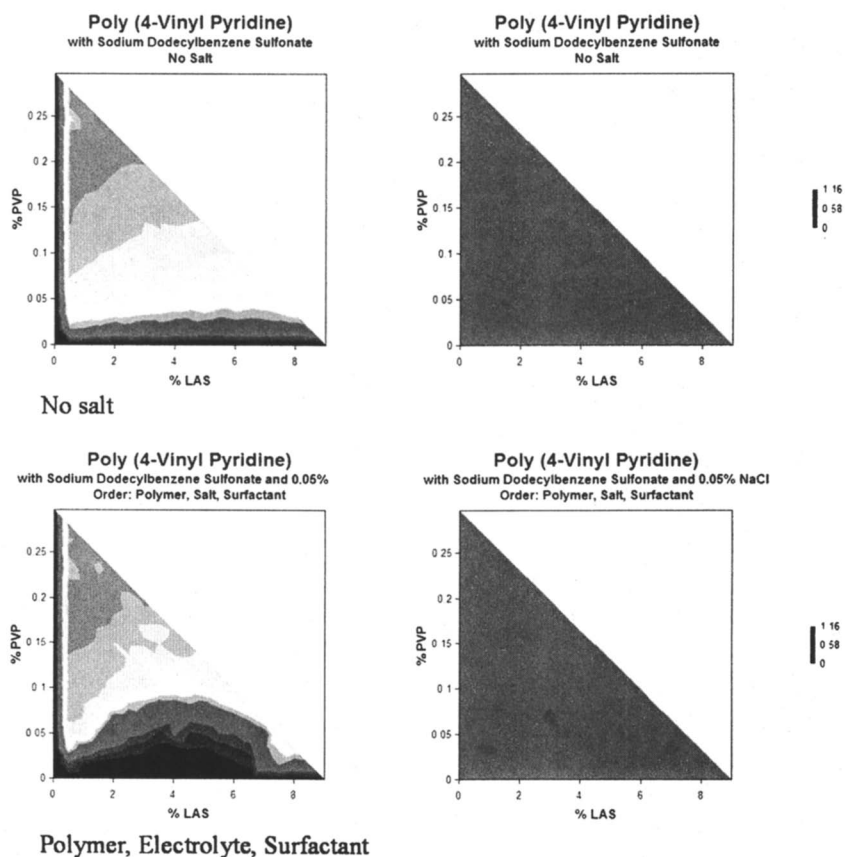 Poly (4-Vinyl Pyridine)
with Sodium Dodecylbenzene Sulfonate
No Salt
0 25
0 2
0 15
0 1
0 05
0
%PVP
0 2 4 6 8
% LAS
No salt
Poly (4-Vinyl Pyridine)
with Sodium Dodecylbenzene Sulfonate
No Salt
0 25
0 2
0 15
0 1
0 05
0
%PVP
0 2 4 6 8
% LAS
1 16
0 58
0
Poly (4-Vinyl Pyridine)
with Sodium Dodecylbenzene Sulfonate and 0.05%
Order: Polymer, Salt, Surfactant
0 25
0 2
0 15
0 1
0 05
0
%PVP
0 2 4 6 8
% LAS
Polymer, Electrolyte, Surfactant
Poly (4-Vinyl Pyridine)
with Sodium Dodecylbenzene Sulfonate and 0.05% NaCl
Order: Polymer, Salt, Surfactant
0 25
0 2
0 15
0 1
0 05
0
%PVP
0 2 4 6 8
% LAS
1 16
0 58
0